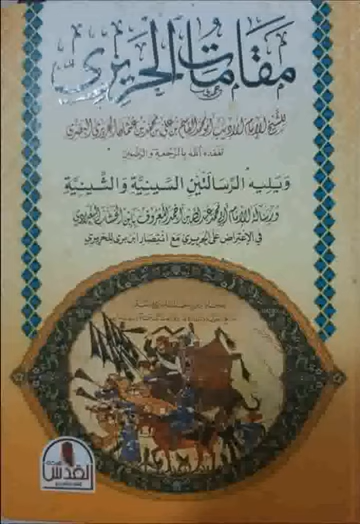 مقامات الحريري
للشيخ الإمام الأديب أبي محمد القاسم بن علي بن محمد بن عثمان الحريري البصري
تغمده الله بالرحمة والرضوان
ويليه الرسالتين السينية والشينية
ورسالة الإمام أبي محمد عبد الله بن أحمد المعروف بابن الخشاب البغدادي
في الاعتراض على الحريري مع انتصار ابن بري للحريري
القدس